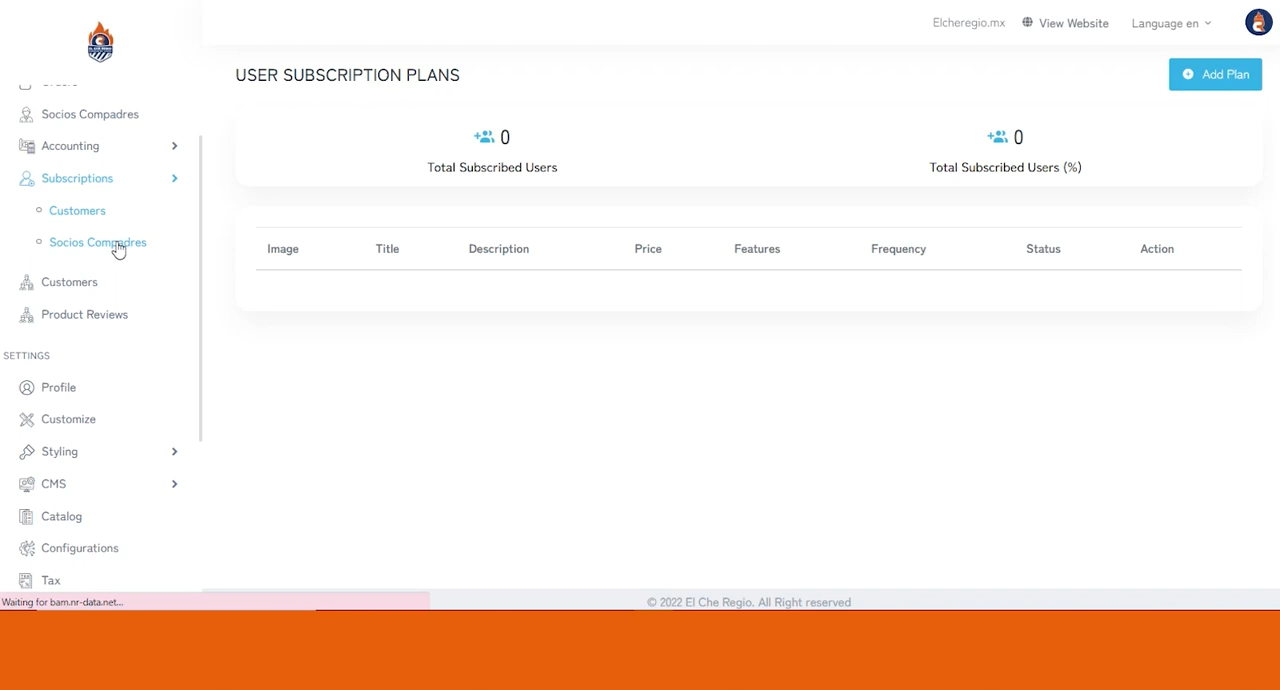 Elcheregio.mx View Website Language en
Socios Compadres
Accounting
Subscriptions
Customers
Socios Compadres
Customers
Product Reviews
SETTINGS
Profile
Customize
Styling
CMS
Catalog
Configurations
Tax
Waiting for bam.nr-data.net...
USER SUBSCRIPTION PLANS
Add Plan
0
Total Subscribed Users
0
Total Subscribed Users (%)
Image Title Description Price Features Frequency Status Action
© 2022 El Che Regio. All Right reserved